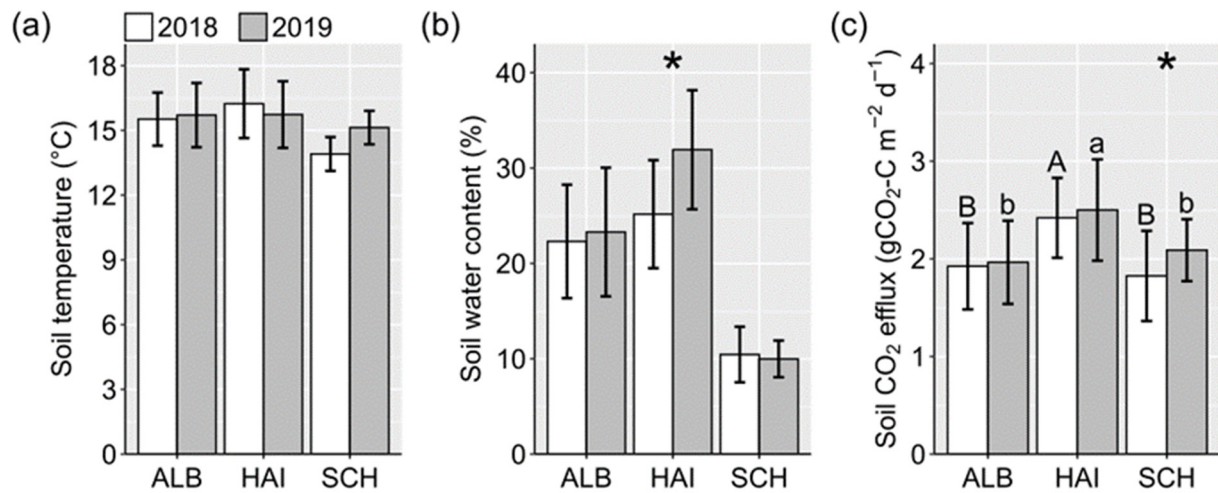 (a)
2018
2019
Soil temperature (°C)
18
15
12
9
6
3
0
ALB HAI SCH
(b)
Soil water content (%)
40
30
20
10
0
*
ALB HAI SCH
(c)
Soil CO₂ efflux (gCO₂-C m⁻² d⁻¹)
4
3
2
1
0
*
B b A a B b
ALB HAI SCH